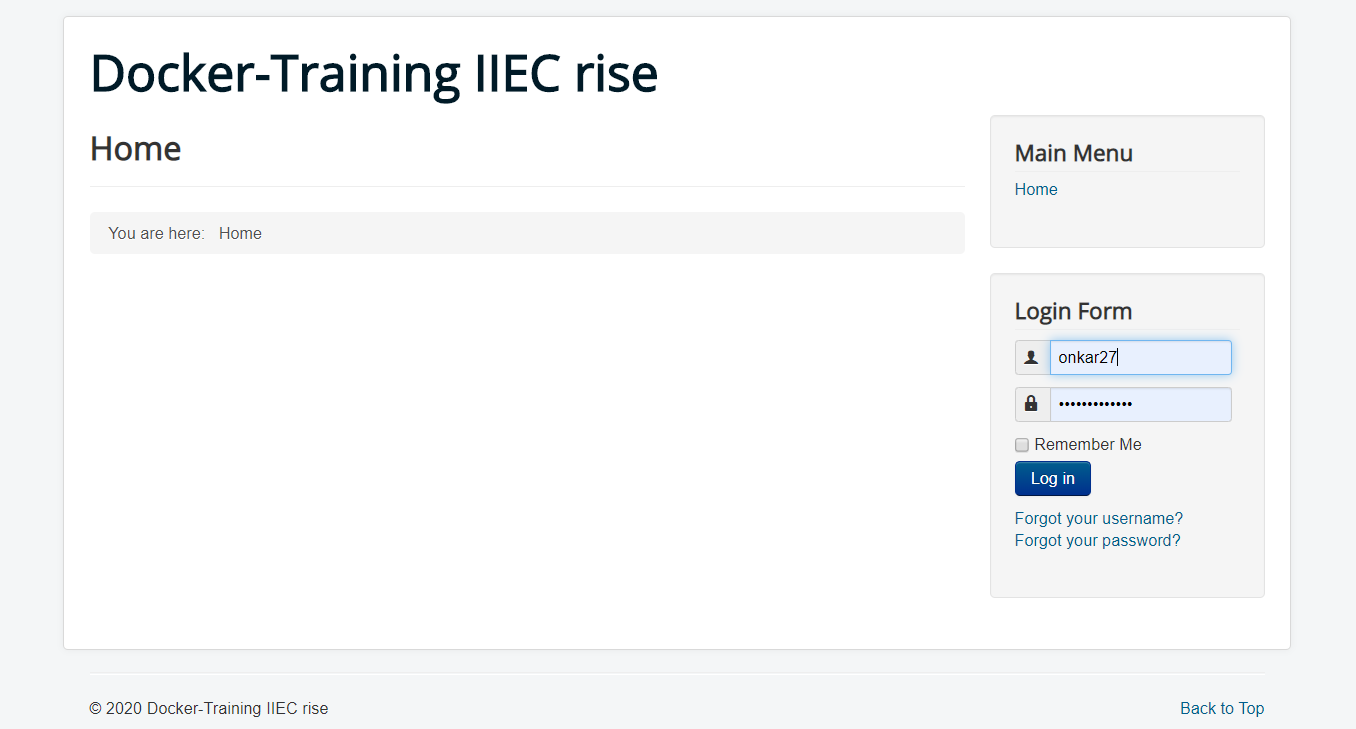 Docker-Training IIEC rise
Home
You are here: Home
Main Menu
Home
Login Form
onkar27
•••••••••••••
Remember Me
Log in
Forgot your username?
Forgot your password?
© 2020 Docker-Training IIEC rise
Back to Top